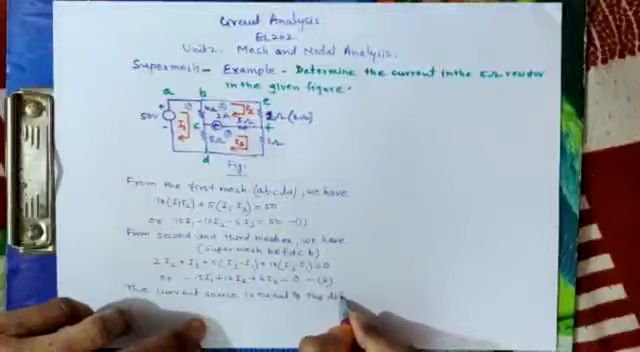 Circuit Analysis
EL202
Unit 2. Mesh and Nodal Analysis.
Supermesh - Example - Determine the current in the 5Ω resistor
in the given figure.
a b e
10Ω
50V I1 2A I2 2Ω (2Ω)
c 5Ω f
5Ω I3 1Ω
d
Fig:
From the first mesh (abcda), we have
10(I1-I2) + 5(I1-I3) = 50
or 15I1-10I2-5I3 = 50 -(1)
From second and third meshes, we have
(supermesh befdcb)
2I2+I3+5(I3-I1)+10(I2-I1)=0
or -15I1+12I2+6I3=0 -(2)
The current source is equal to the dif